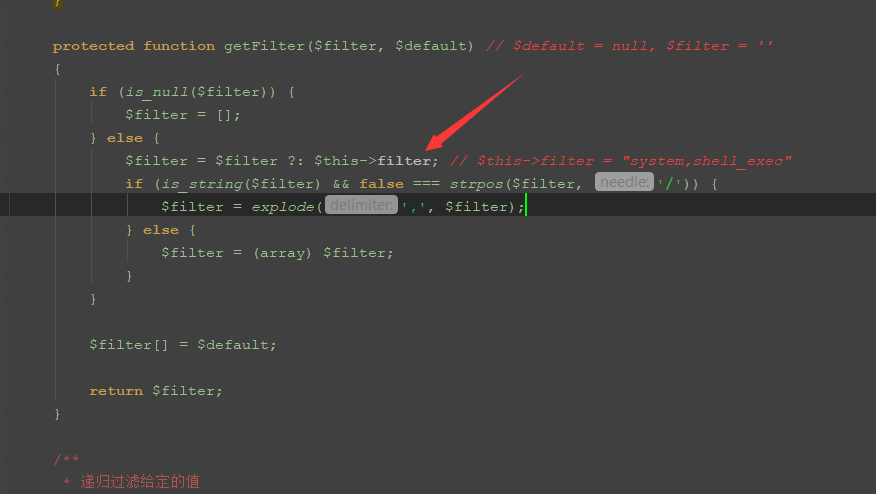 }
protected function getFilter($filter, $default) // $default = null, $filter = ''
{
if (is_null($filter)) {
$filter = [];
} else {
$filter = $filter ?: $this->filter; // $this->filter = "system,shell_exec"
if (is_string($filter) && false === strpos($filter, needle: '/')) {
$filter = explode( delimiter: ',', $filter);
} else {
$filter = (array) $filter;
}
}
$filter[] = $default;
return $filter;
}
/**
* 递归过滤给定的值